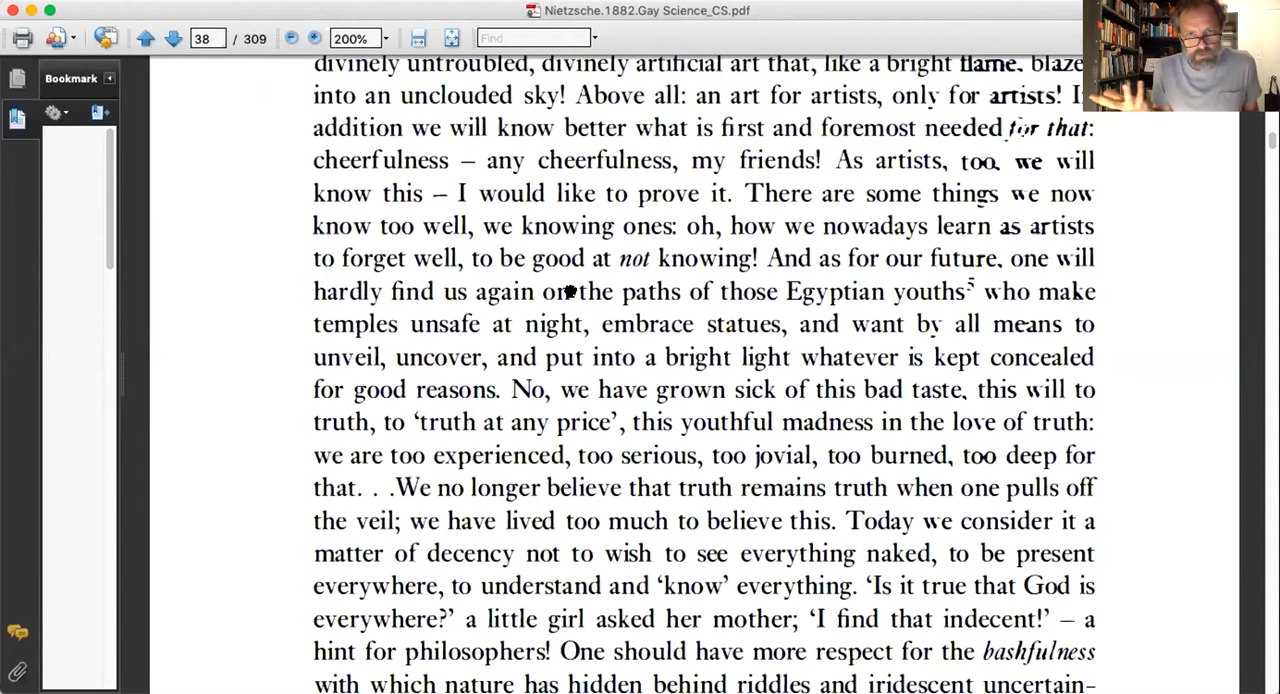 Nietzsche.1882.Gay Science_CS.pdf
38 / 309 200% Find
Bookmark
divinely untroubled, divinely artificial art that, like a bright flame, blaze
into an unclouded sky! Above all: an art for artists, only for artists! I
addition we will know better what is first and foremost needed for that:
cheerfulness – any cheerfulness, my friends! As artists, too, we will
know this – I would like to prove it. There are some things we now
know too well, we knowing ones: oh, how we nowadays learn as artists
to forget well, to be good at not knowing! And as for our future, one will
hardly find us again on the paths of those Egyptian youths⁵ who make
temples unsafe at night, embrace statues, and want by all means to
unveil, uncover, and put into a bright light whatever is kept concealed
for good reasons. No, we have grown sick of this bad taste, this will to
truth, to ‘truth at any price’, this youthful madness in the love of truth:
we are too experienced, too serious, too jovial, too burned, too deep for
that. . .We no longer believe that truth remains truth when one pulls off
the veil; we have lived too much to believe this. Today we consider it a
matter of decency not to wish to see everything naked, to be present
everywhere, to understand and ‘know’ everything. ‘Is it true that God is
everywhere?’ a little girl asked her mother; ‘I find that indecent!’ – a
hint for philosophers! One should have more respect for the bashfulness
with which nature has hidden behind riddles and iridescent uncertain-